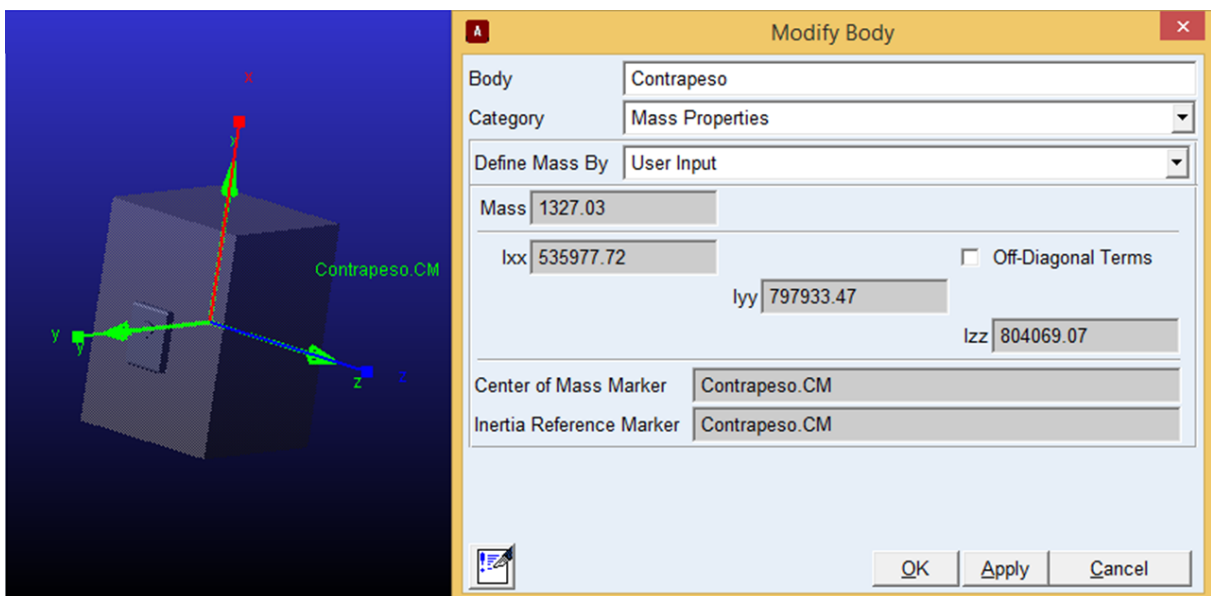 x
x
Contrapeso.CM
y
y
z
z
A
Modify Body
×
Body Contrapeso
Category Mass Properties
Define Mass By User Input
Mass 1327.03
Ixx 535977.72
Off-Diagonal Terms
Iyy 797933.47
Izz 804069.07
Center of Mass Marker Contrapeso.CM
Inertia Reference Marker Contrapeso.CM
OK Apply Cancel